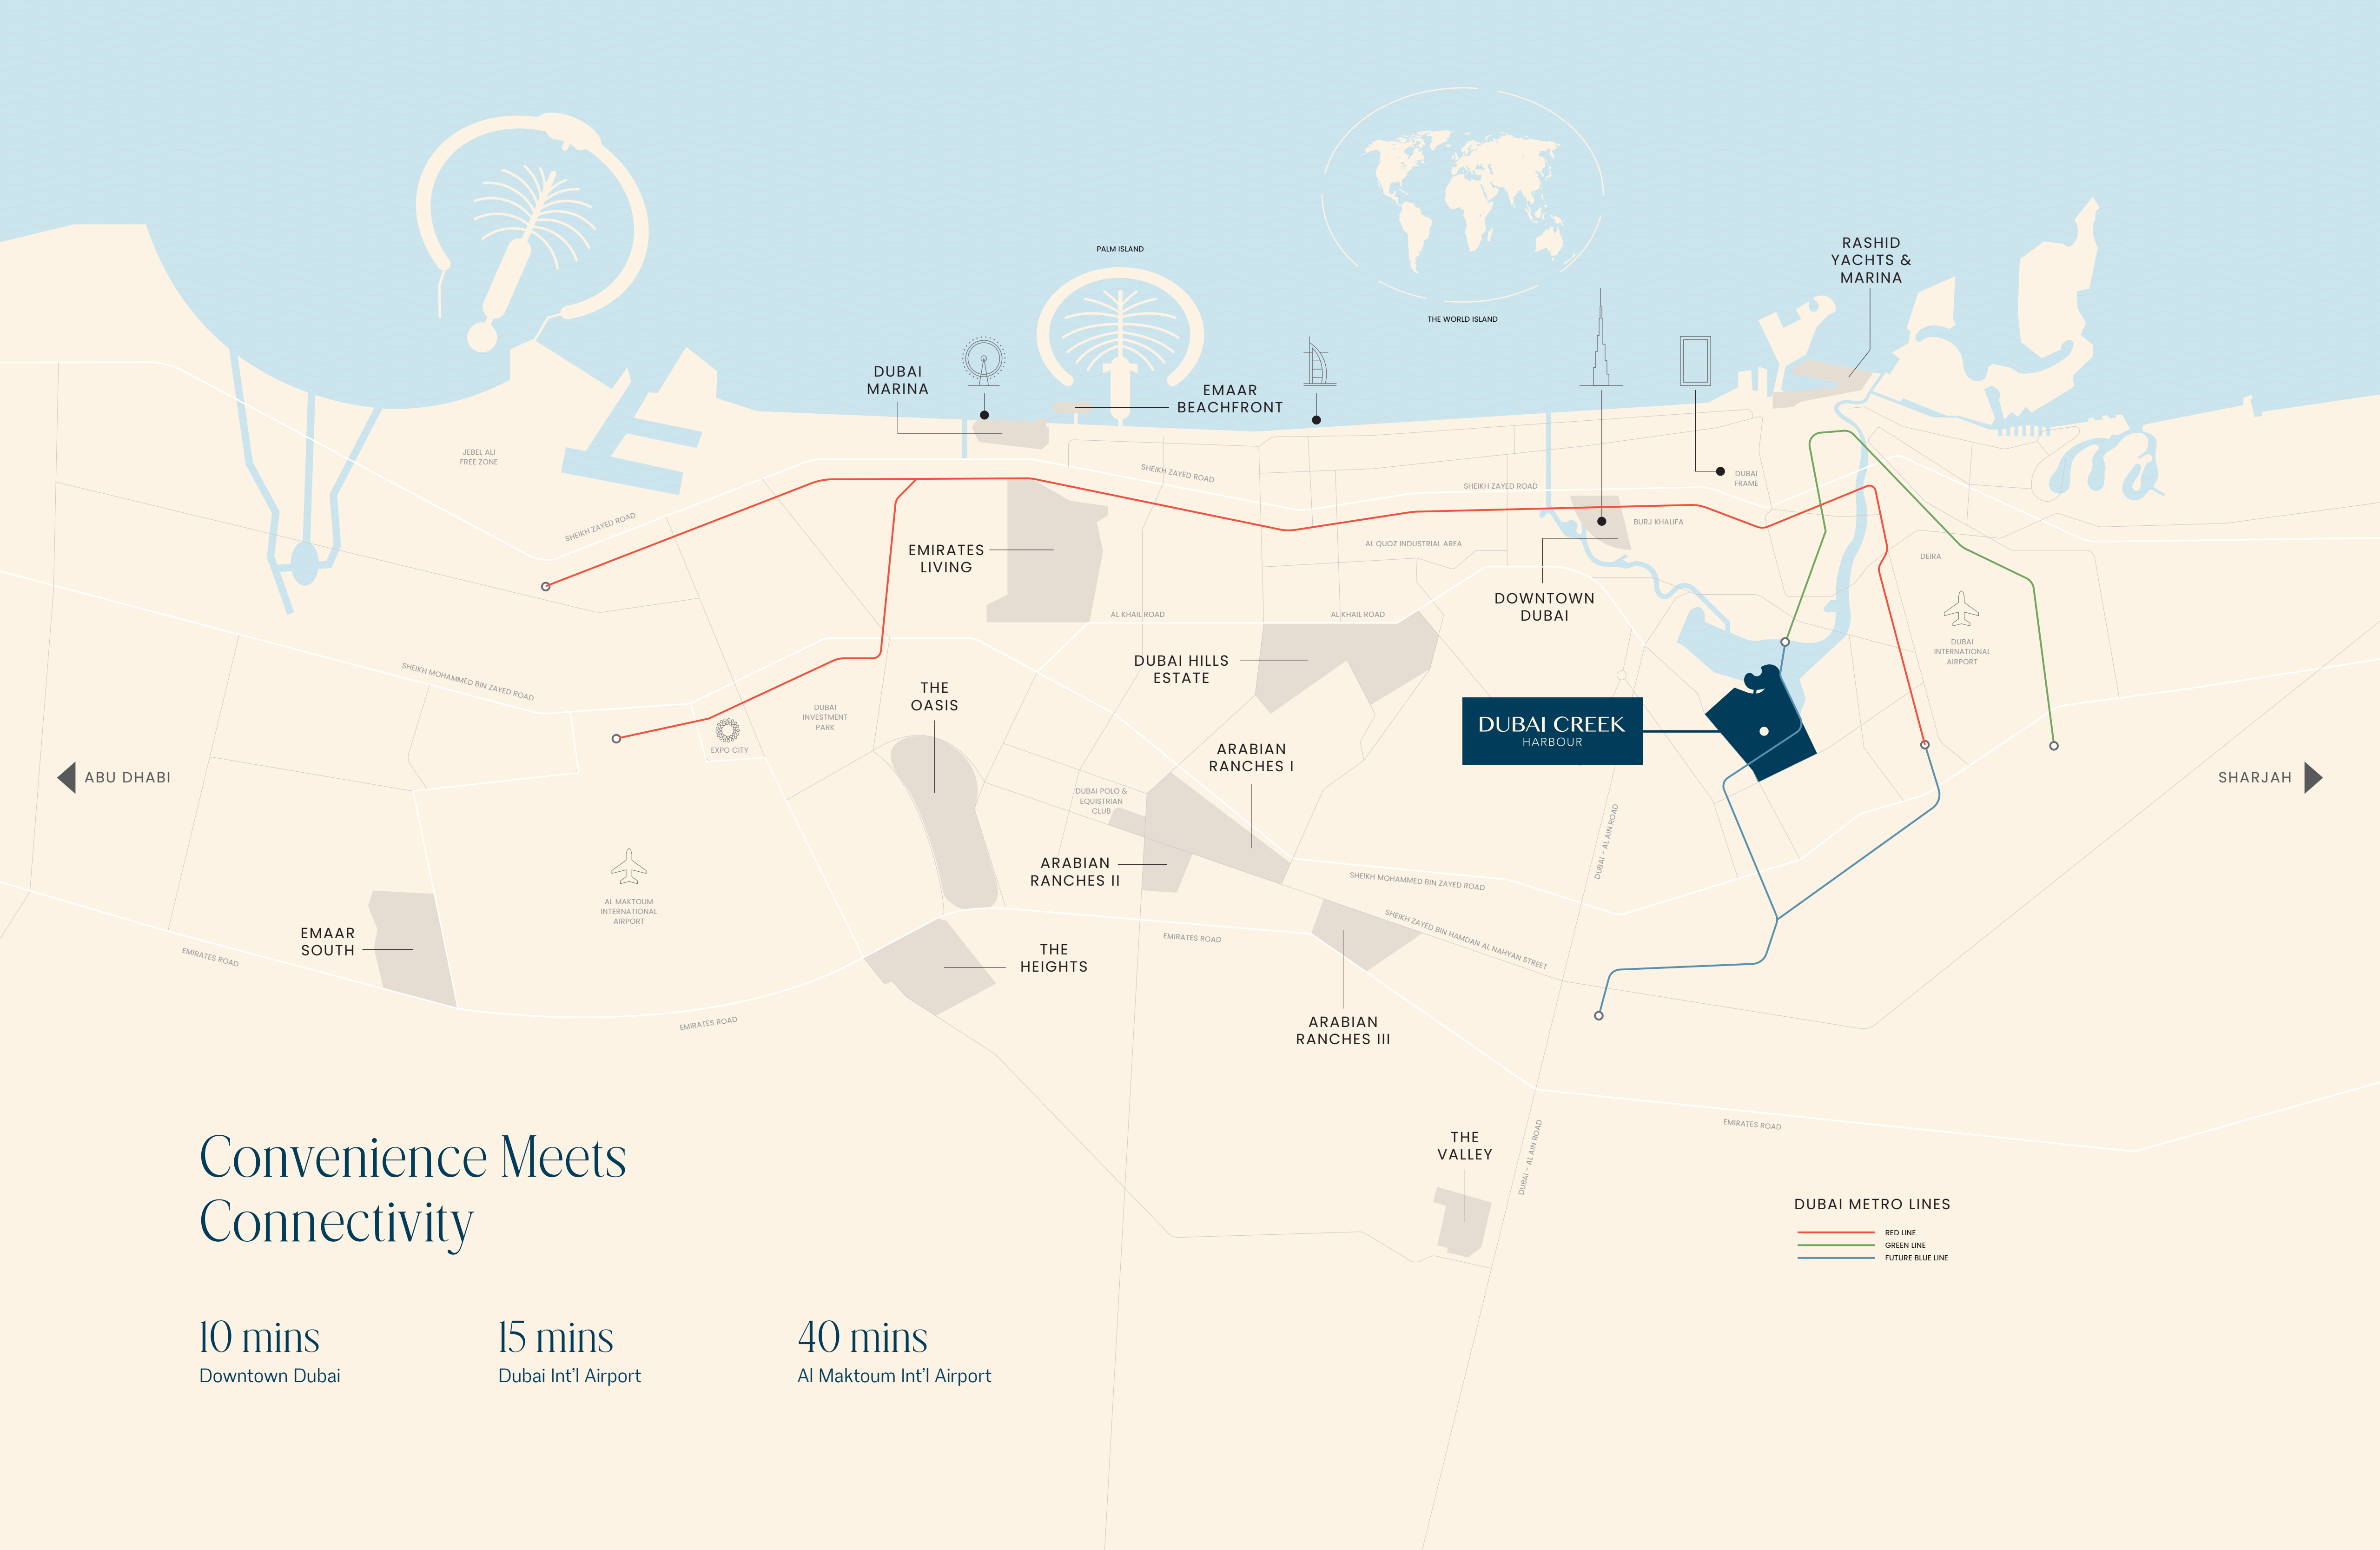 PALM ISLAND
THE WORLD ISLAND
RASHID
YACHTS &
MARINA
DUBAI
MARINA
EMAAR
BEACHFRONT
JEBEL ALI
FREE ZONE
SHEIKH ZAYED ROAD
SHEIKH ZAYED ROAD
SHEIKH ZAYED ROAD
DUBAI
FRAME
BURJ KHALIFA
EMIRATES
LIVING
AL QUOZ INDUSTRIAL AREA
DEIRA
DOWNTOWN
DUBAI
AL KHAIL ROAD
AL KHAIL ROAD
DUBAI
INTERNATIONAL
AIRPORT
SHEIKH MOHAMMED BIN ZAYED ROAD
DUBAI HILLS
ESTATE
THE
OASIS
DUBAI
INVESTMENT
PARK
EXPO CITY
DUBAI CREEK
HARBOUR
ARABIAN
RANCHES I
ABU DHABI
SHARJAH
DUBAI POLO &
EQUESTRIAN
CLUB
ARABIAN
RANCHES II
DUBAI - AL AIN ROAD
SHEIKH MOHAMMED BIN ZAYED ROAD
AL MAKTOUM
INTERNATIONAL
AIRPORT
SHEIKH ZAYED BIN HAMDAN AL NAHYAN STREET
EMAAR
SOUTH
EMIRATES ROAD
EMIRATES ROAD
THE
HEIGHTS
EMIRATES ROAD
ARABIAN
RANCHES III
EMIRATES ROAD
THE
VALLEY
DUBAI - AL AIN ROAD
Convenience Meets
Connectivity
DUBAI METRO LINES
RED LINE
GREEN LINE
FUTURE BLUE LINE
10 mins
Downtown Dubai
15 mins
Dubai Int'l Airport
40 mins
Al Maktoum Int'l Airport